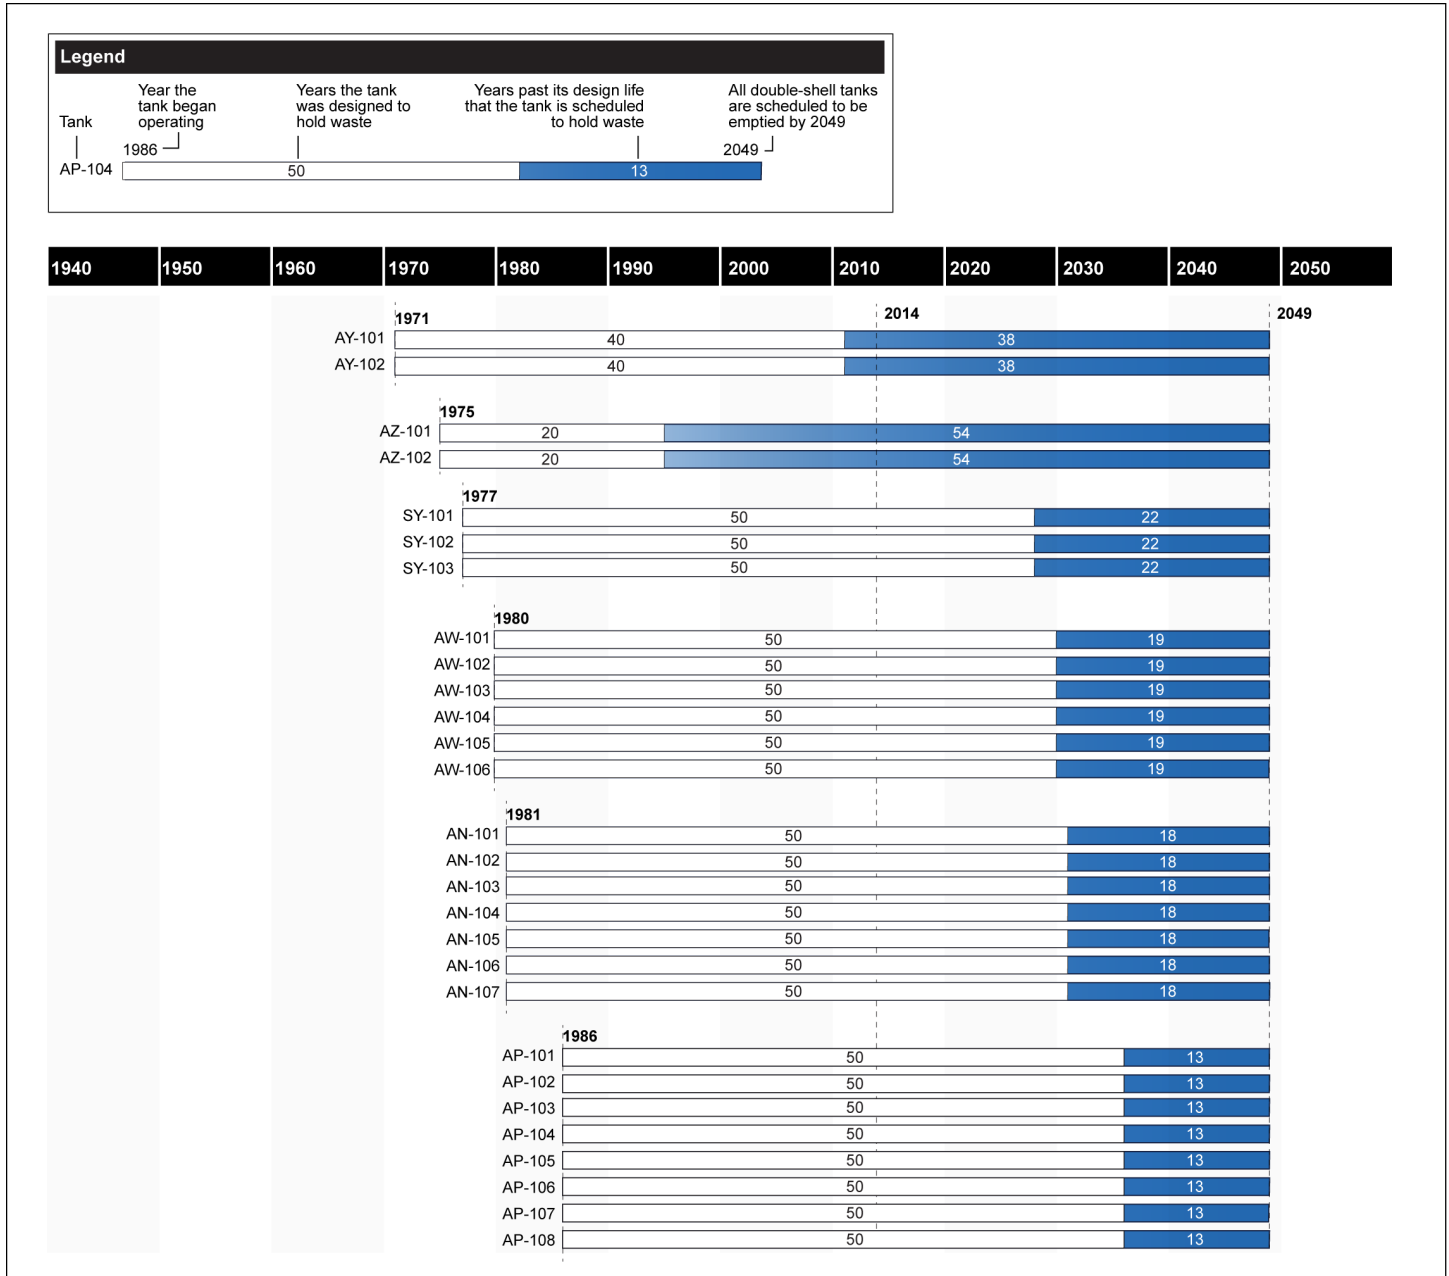 Legend
Year the
tank began
operating
Years the tank
was designed to
hold waste
Years past its design life
that the tank is scheduled
to hold waste
All double-shell tanks
are scheduled to be
emptied by 2049
Tank
1986
2049
AP-104 50 13
1940 1950 1960 1970 1980 1990 2000 2010 2020 2030 2040 2050
1971 2014 2049
AY-101 40 38
AY-102 40 38
1975
AZ-101 20 54
AZ-102 20 54
1977
SY-101 50 22
SY-102 50 22
SY-103 50 22
1980
AW-101 50 19
AW-102 50 19
AW-103 50 19
AW-104 50 19
AW-105 50 19
AW-106 50 19
1981
AN-101 50 18
AN-102 50 18
AN-103 50 18
AN-104 50 18
AN-105 50 18
AN-106 50 18
AN-107 50 18
1986
AP-101 50 13
AP-102 50 13
AP-103 50 13
AP-104 50 13
AP-105 50 13
AP-106 50 13
AP-107 50 13
AP-108 50 13